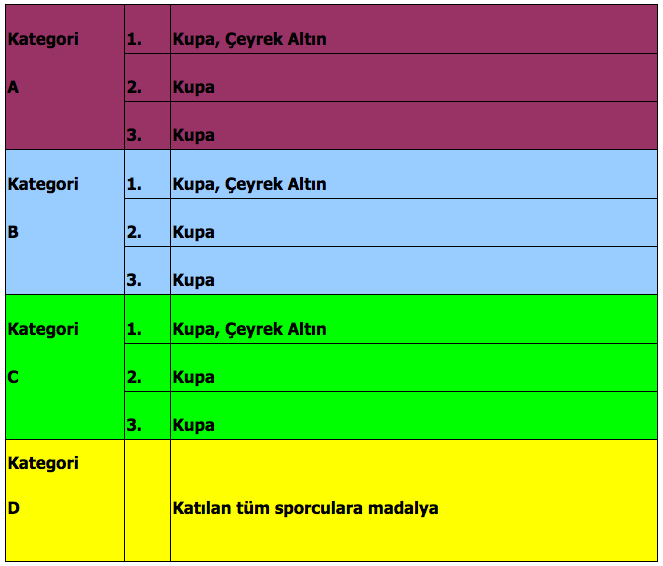 Kategori
A
1. Kupa, Çeyrek Altın
2. Kupa
3. Kupa
Kategori
B
1. Kupa, Çeyrek Altın
2. Kupa
3. Kupa
Kategori
C
1. Kupa, Çeyrek Altın
2. Kupa
3. Kupa
Kategori
D
Katılan tüm sporculara madalya